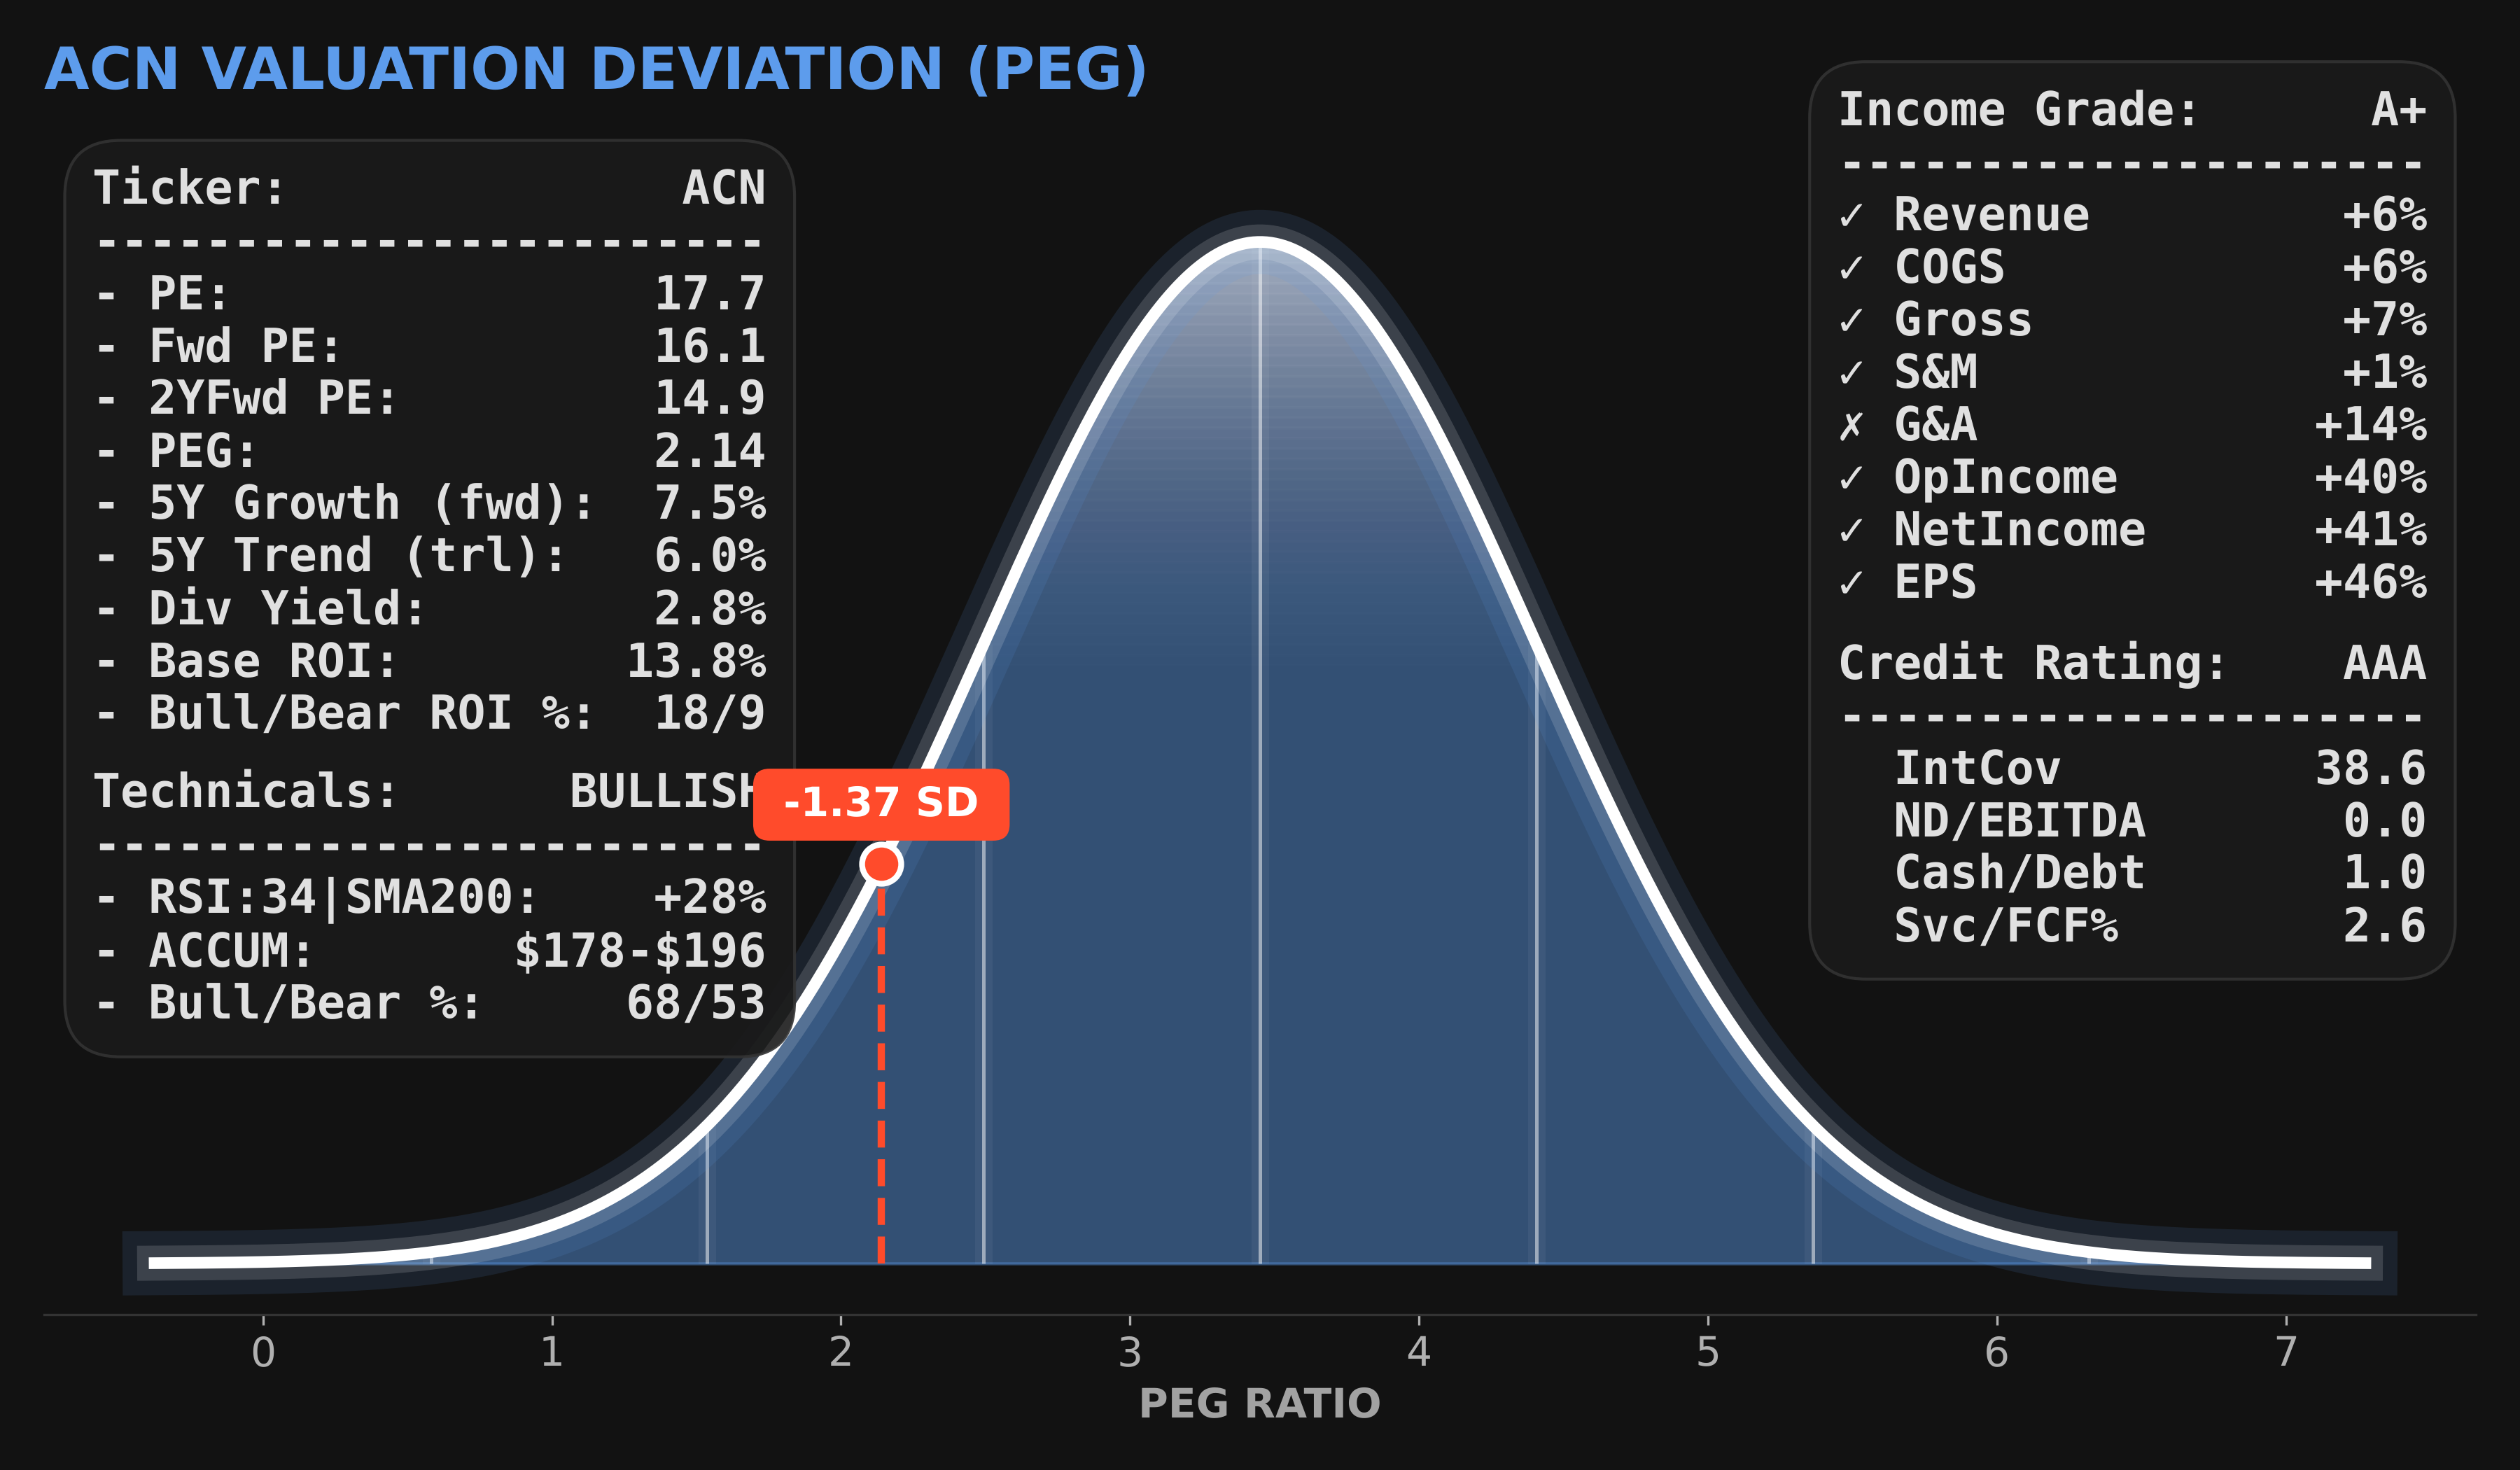 ACN VALUATION DEVIATION (PEG)
Ticker: ACN
--------------------------
- PE: 17.7
- Fwd PE: 16.1
- 2YFwd PE: 14.9
- PEG: 2.14
- 5Y Growth (fwd): 7.5%
- 5Y Trend (trl): 6.0%
- Div Yield: 2.8%
- Base ROI: 13.8%
- Bull/Bear ROI %: 18/9
Technicals: BULLISH
--------------------------
- RSI:34|SMA200: +28%
- ACCUM: $178-$196
- Bull/Bear %: 68/53
-1.37 SD
Income Grade: A+
---------------------
✓ Revenue +6%
✓ COGS +6%
✓ Gross +7%
✓ S&M +1%
✗ G&A +14%
✓ OpIncome +40%
✓ NetIncome +41%
✓ EPS +46%
Credit Rating: AAA
---------------------
IntCov 38.6
ND/EBITDA 0.0
Cash/Debt 1.0
Svc/FCF% 2.6
0 1 2 3 4 5 6 7
PEG RATIO